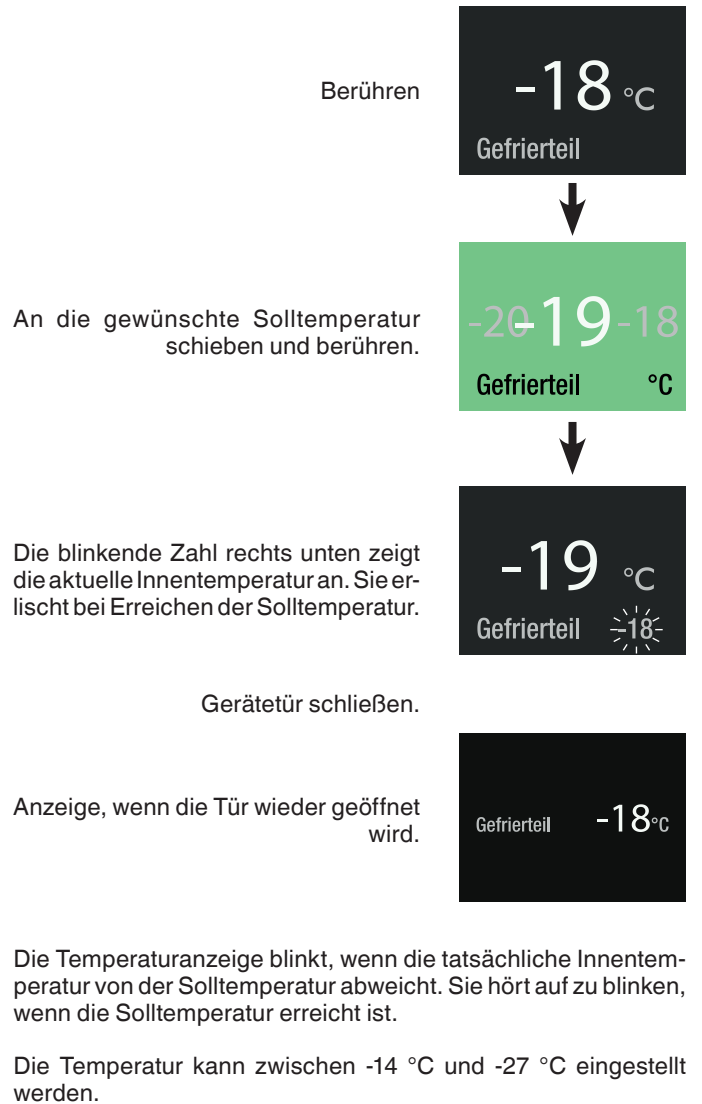 Berühren
-18 °C
Gefrierteil
An die gewünschte Solltemperatur
schieben und berühren.
-20 -19 -18
Gefrierteil °C
Die blinkende Zahl rechts unten zeigt
die aktuelle Innentemperatur an. Sie er-
lischt bei Erreichen der Solltemperatur.
-19 °C
Gefrierteil -18
Gerätetür schließen.
Anzeige, wenn die Tür wieder geöffnet
wird.
Gefrierteil -18 °C
Die Temperaturanzeige blinkt, wenn die tatsächliche Innentem-
peratur von der Solltemperatur abweicht. Sie hört auf zu blinken,
wenn die Solltemperatur erreicht ist.
Die Temperatur kann zwischen -14 °C und -27 °C eingestellt
werden.